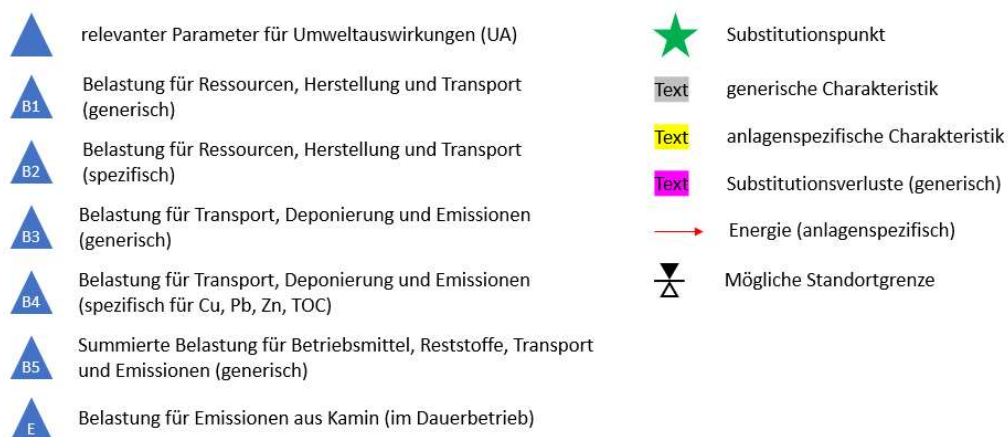 relevanter Parameter für Umweltauswirkungen (UA)
B1
Belastung für Ressourcen, Herstellung und Transport
(generisch)
B2
Belastung für Ressourcen, Herstellung und Transport
(spezifisch)
B3
Belastung für Transport, Deponierung und Emissionen
(generisch)
B4
Belastung für Transport, Deponierung und Emissionen
(spezifisch für Cu, Pb, Zn, TOC)
B5
Summierte Belastung für Betriebsmittel, Reststoffe, Transport
und Emissionen (generisch)
E
Belastung für Emissionen aus Kamin (im Dauerbetrieb)
Substitutionspunkt
Text
generische Charakteristik
Text
anlagenspezifische Charakteristik
Text
Substitutionsverluste (generisch)
Energie (anlagenspezifisch)
Mögliche Standortgrenze